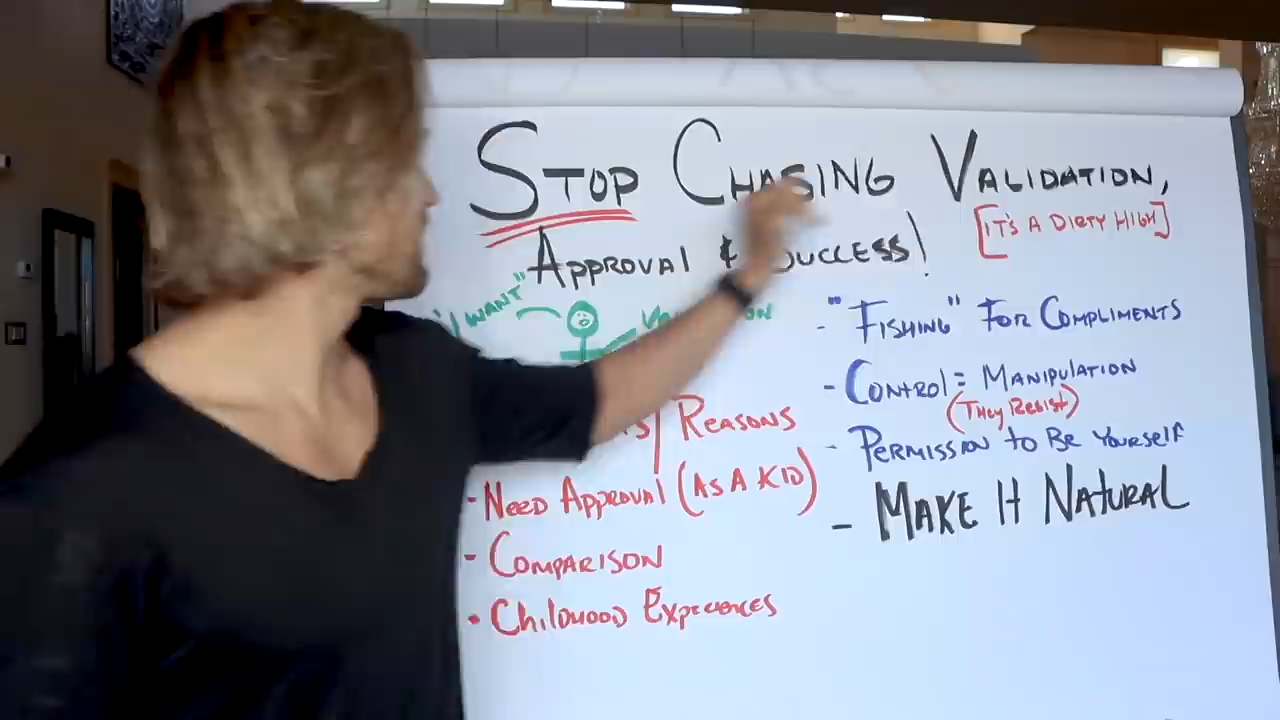 STOP CHASING VALIDATION,
[IT'S A DIRTY HIGH]
APPROVAL & SUCCESS!
"I WANT"
- "FISHING" FOR COMPLIMENTS
- CONTROL = MANIPULATION
(THEY RESIST)
REASONS
- PERMISSION TO BE YOURSELF
- NEED APPROVAL (AS A KID)
- MAKE IT NATURAL
- COMPARISON
- CHILDHOOD EXPERIENCES